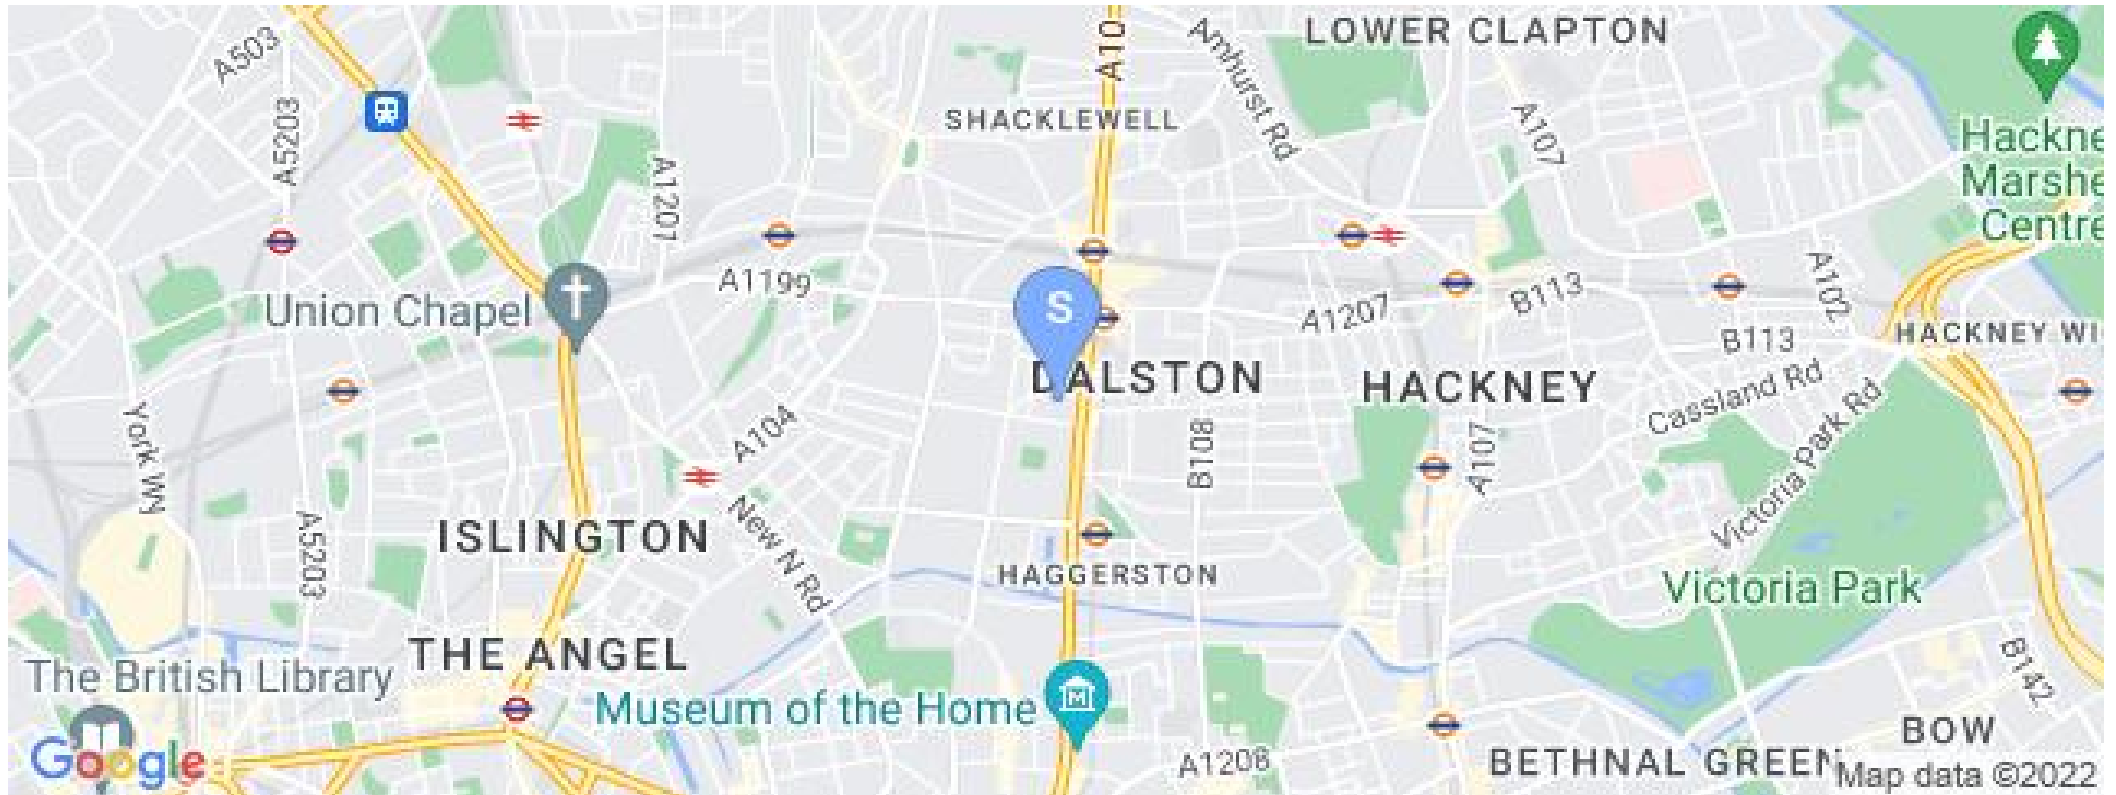 LOWER CLAPTON
A503
A10
Amhurst Rd
A5203
SHACKLEWELL
A107
Hackne
Marshe
Centre
A1201
A1199
Union Chapel
S
A1207
B113
A102
B113
HACKNEY WI
DALSTON
HACKNEY
Cassland Rd
Victoria Park Rd
York Wy
A104
B108
A107
A5203
ISLINGTON
New N Rd
HAGGERSTON
Victoria Park
THE ANGEL
The British Library
Museum of the Home
M
B142
BOW
A1208
BETHNAL GREEN
Google
Map data ©2022